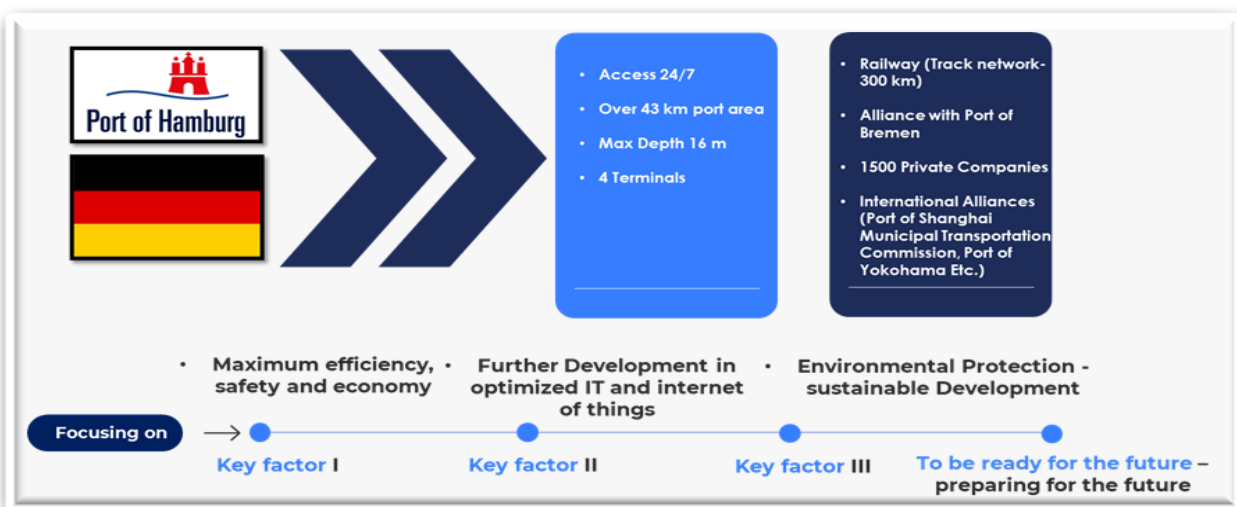 Port of Hamburg
• Access 24/7
• Over 43 km port area
• Max Depth 16 m
• 4 Terminals
• Railway (Track network-
300 km)
• Alliance with Port of
Bremen
• 1500 Private Companies
• International Alliances
(Port of Shanghai
Municipal Transportation
Commission, Port of
Yokohama Etc.)
• Maximum efficiency,
safety and economy
• Further Development in
optimized IT and internet
of things
• Environmental Protection -
sustainable Development
Focusing on
Key factor I
Key factor II
Key factor III
To be ready for the future –
preparing for the future